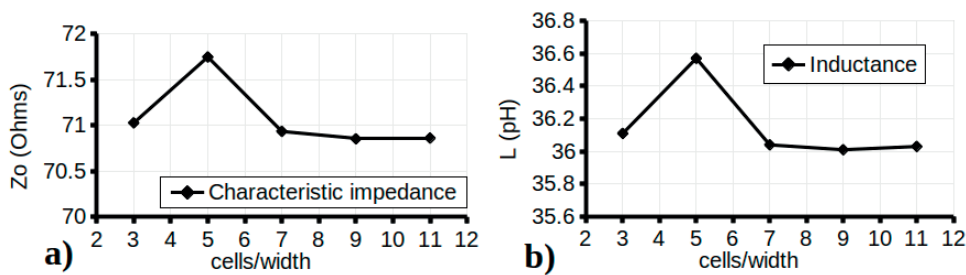 72
71.5
71
70.5
70
Zo (Ohms)
Characteristic impedance
2 3 4 5 6 7 8 9 10 11 12
cells/width
a)
36.8
36.6
36.4
36.2
36
35.8
35.6
L (pH)
Inductance
2 3 4 5 6 7 8 9 10 11 12
cells/width
b)